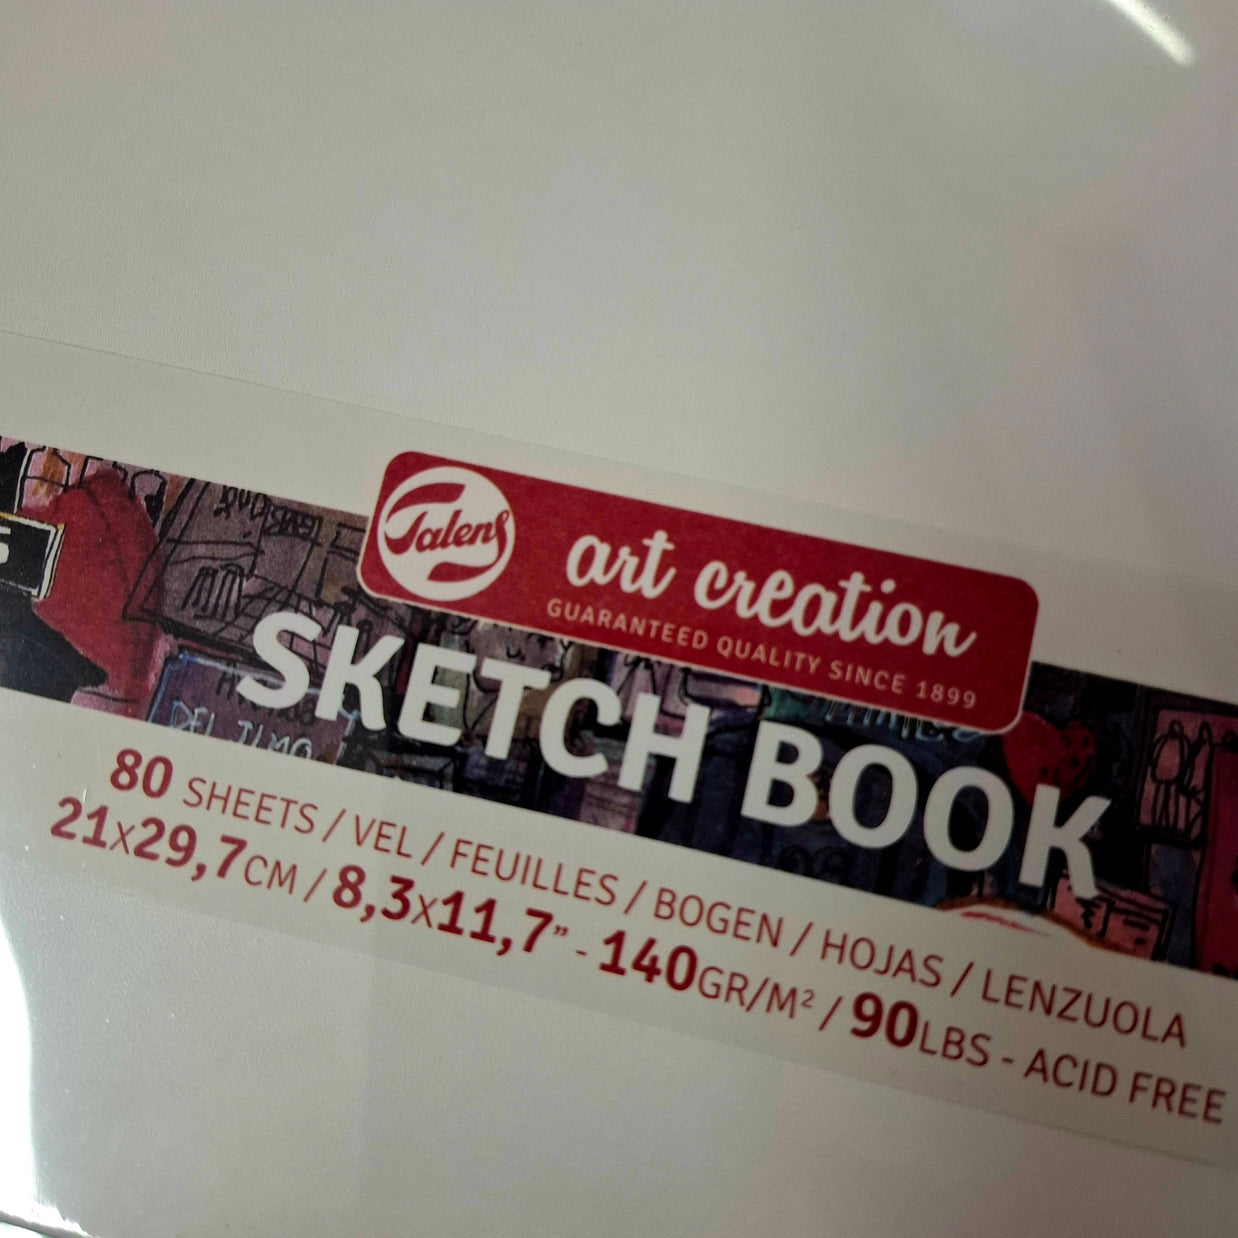 Talens
art creation
GUARANTEED QUALITY SINCE 1899
SKETCH BOOK
80 SHEETS / VEL / FEUILLES / BOGEN / HOJAS / LENZUOLA
21X29,7CM / 8,3X11,7” - 140GR/M² / 90LBS - ACID FREE